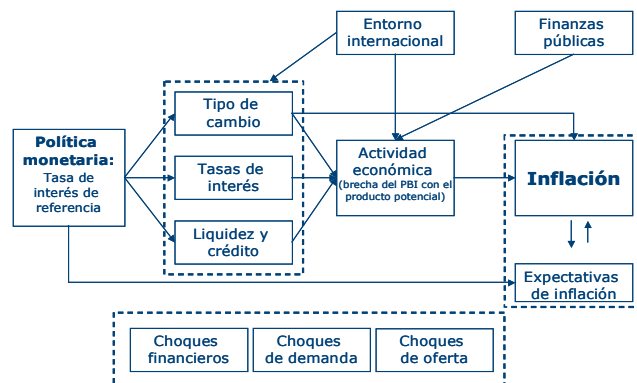 Entorno
internacional
Finanzas
públicas
Tipo de
cambio
Política
monetaria:
Tasa de
interés de
referencia
Tasas de
interés
Actividad
económica
(brecha del PBI con el
producto potencial)
Inflación
Liquidez y
crédito
Expectativas
de inflación
Choques
financieros
Choques
de demanda
Choques
de oferta